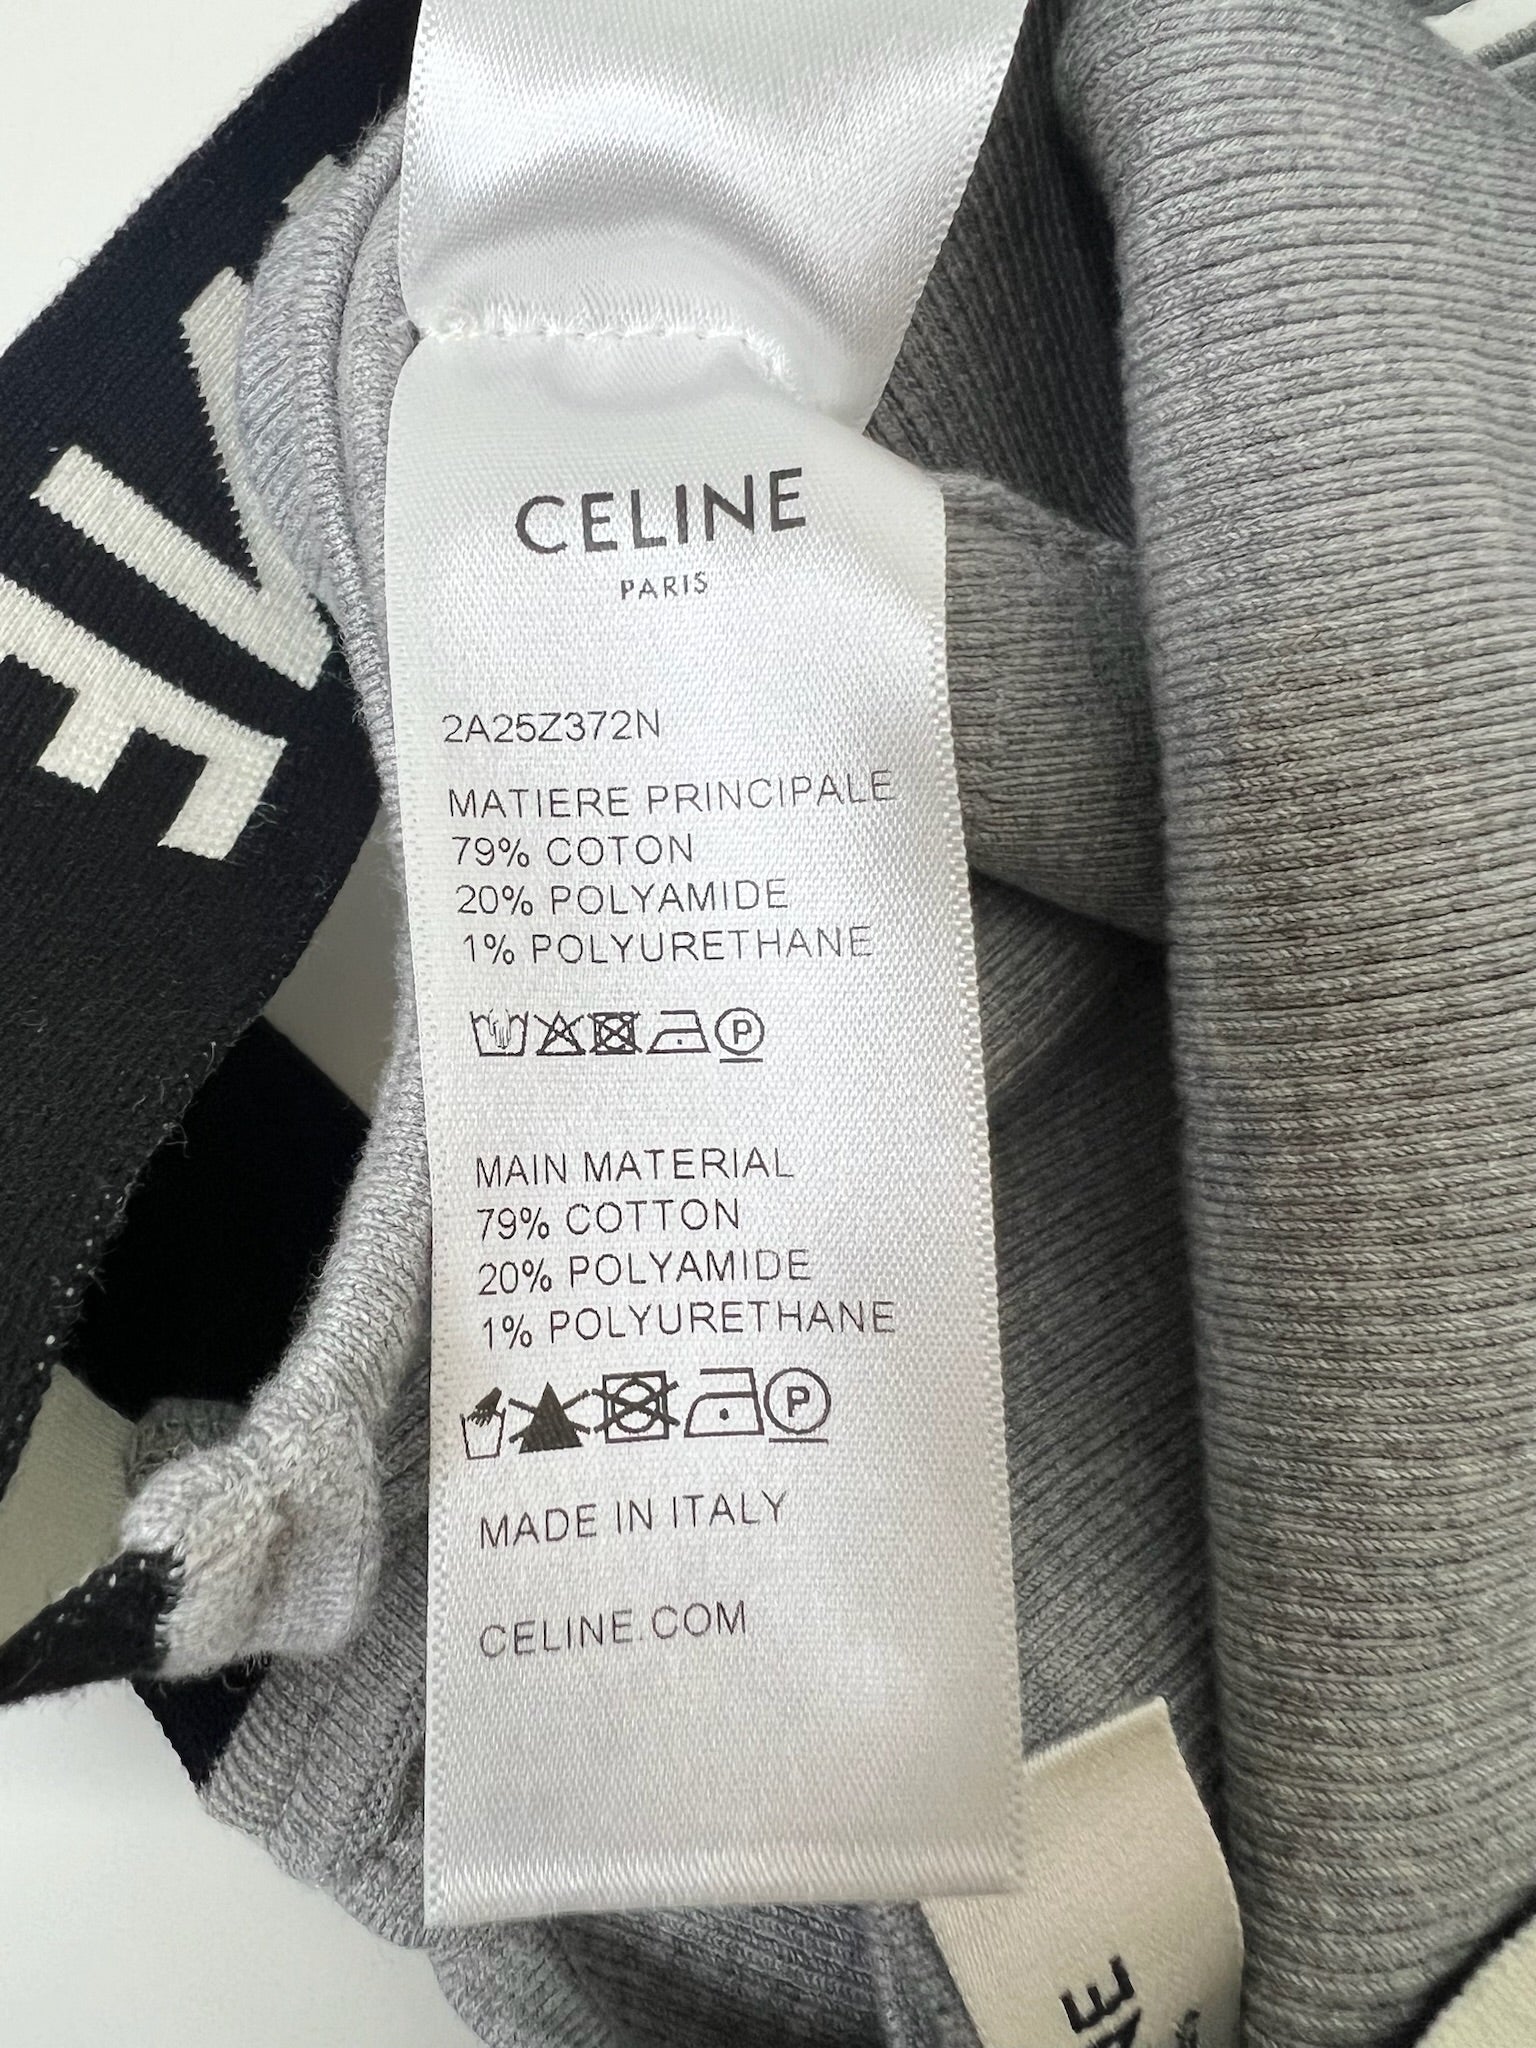 CELINE
PARIS
2A25Z372N
MATIERE PRINCIPALE
79% COTON
20% POLYAMIDE
1% POLYURETHANE
P
MAIN MATERIAL
79% COTTON
20% POLYAMIDE
1% POLYURETHANE
P
MADE IN ITALY
CELINE.COM